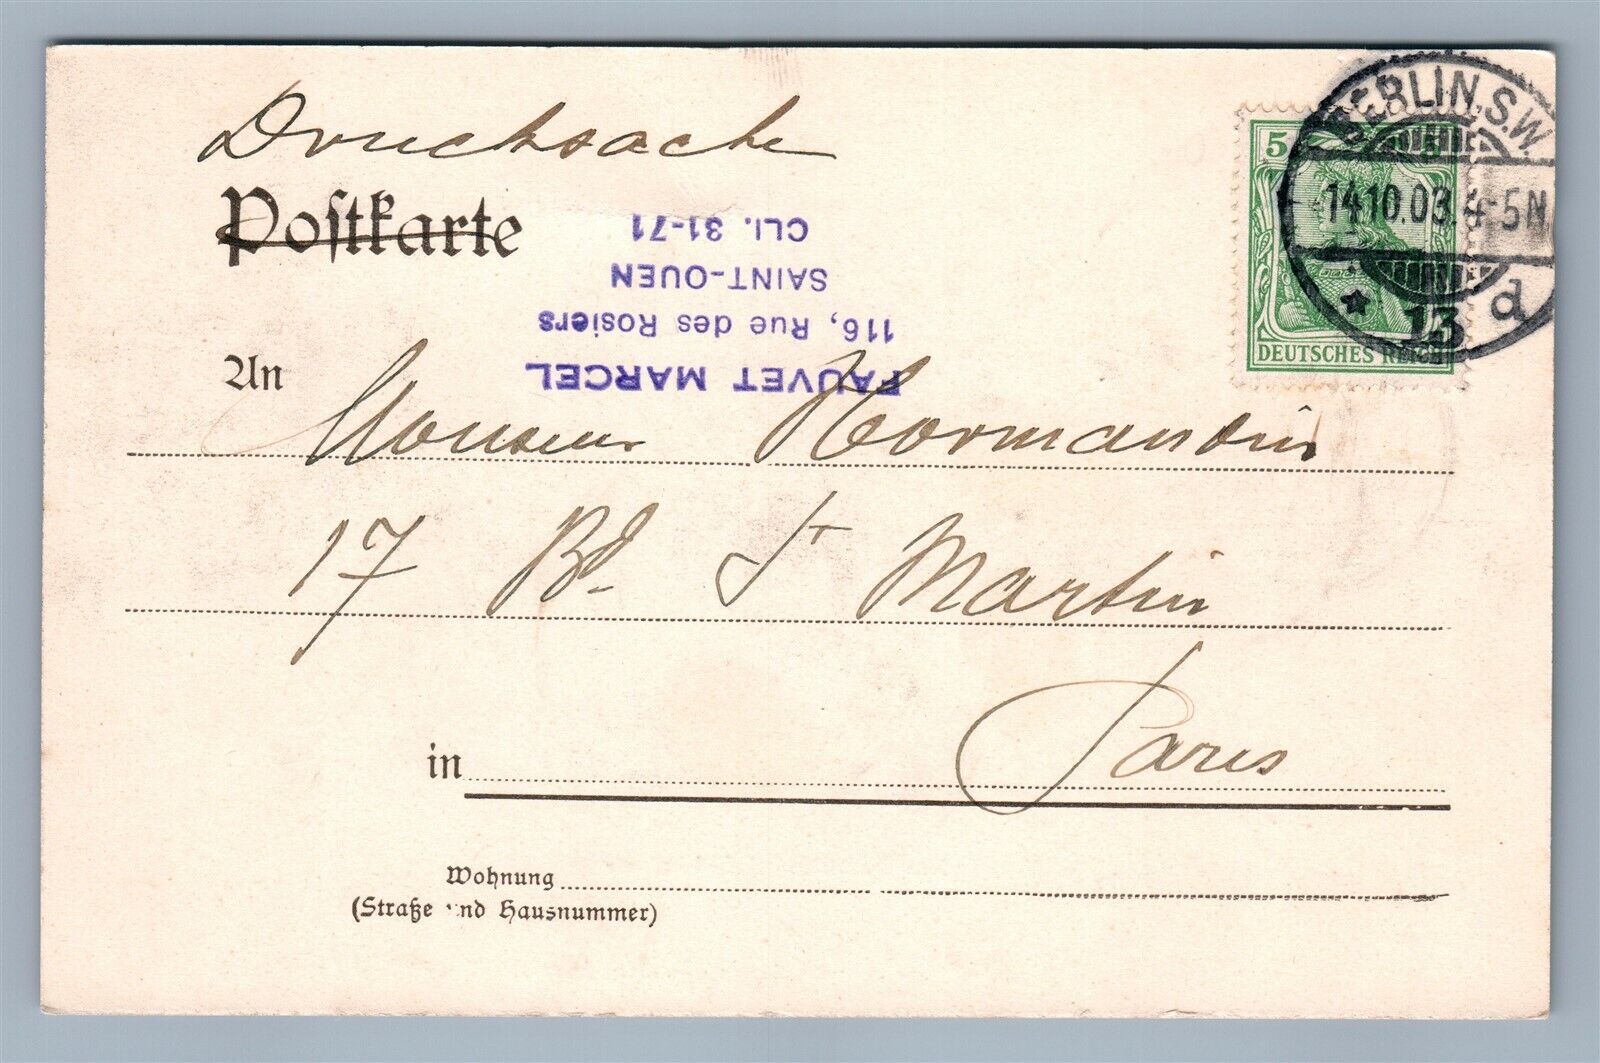 Drucksache
Postkarte
5 5
BERLIN, S.W.
14.10.03. 4-5N
13 d
DEUTSCHES REICH
CLI. 31-71
SAINT-OUEN
116, Rue des Rosiers
FAUVET MARCEL
An Monsieur
17 Bd. St Martin
in Paris
Wohnung
(Straße und Hausnummer)